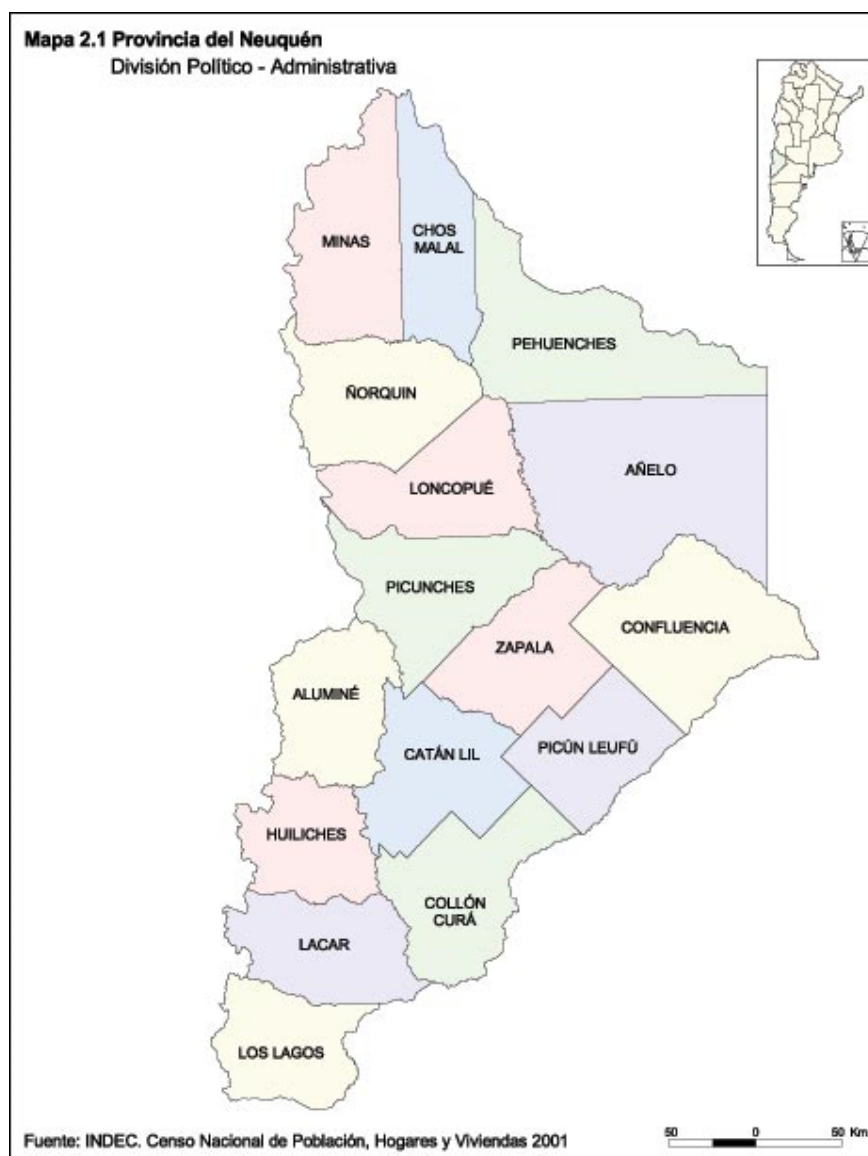 Mapa 2.1 Provincia del Neuquén
División Político - Administrativa
MINAS
CHOS
MALAL
PEHUENCHES
ÑORQUIN
LONCOPUÉ
AÑELO
PICUNCHES
CONFLUENCIA
ZAPALA
ALUMINÉ
CATÁN LIL
PICÚN LEUFÚ
HUILICHES
COLLÓN
CURÁ
LACAR
LOS LAGOS
Fuente: INDEC. Censo Nacional de Población, Hogares y Viviendas 2001
50 0 50 Km